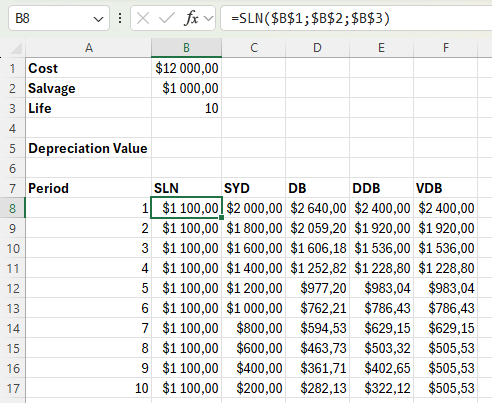 B8 fx =SLN($B$1;$B$2;$B$3)
A B C D E F
1 Cost $12 000,00
2 Salvage $1 000,00
3 Life 10
4
5 Depreciation Value
6
7 Period SLN SYD DB DDB VDB
8 1 $1 100,00 $2 000,00 $2 640,00 $2 400,00 $2 400,00
9 2 $1 100,00 $1 800,00 $2 059,20 $1 920,00 $1 920,00
10 3 $1 100,00 $1 600,00 $1 606,18 $1 536,00 $1 536,00
11 4 $1 100,00 $1 400,00 $1 252,82 $1 228,80 $1 228,80
12 5 $1 100,00 $1 200,00 $977,20 $983,04 $983,04
13 6 $1 100,00 $1 000,00 $762,21 $786,43 $786,43
14 7 $1 100,00 $800,00 $594,53 $629,15 $629,15
15 8 $1 100,00 $600,00 $463,73 $503,32 $505,53
16 9 $1 100,00 $400,00 $361,71 $402,65 $505,53
17 10 $1 100,00 $200,00 $282,13 $322,12 $505,53